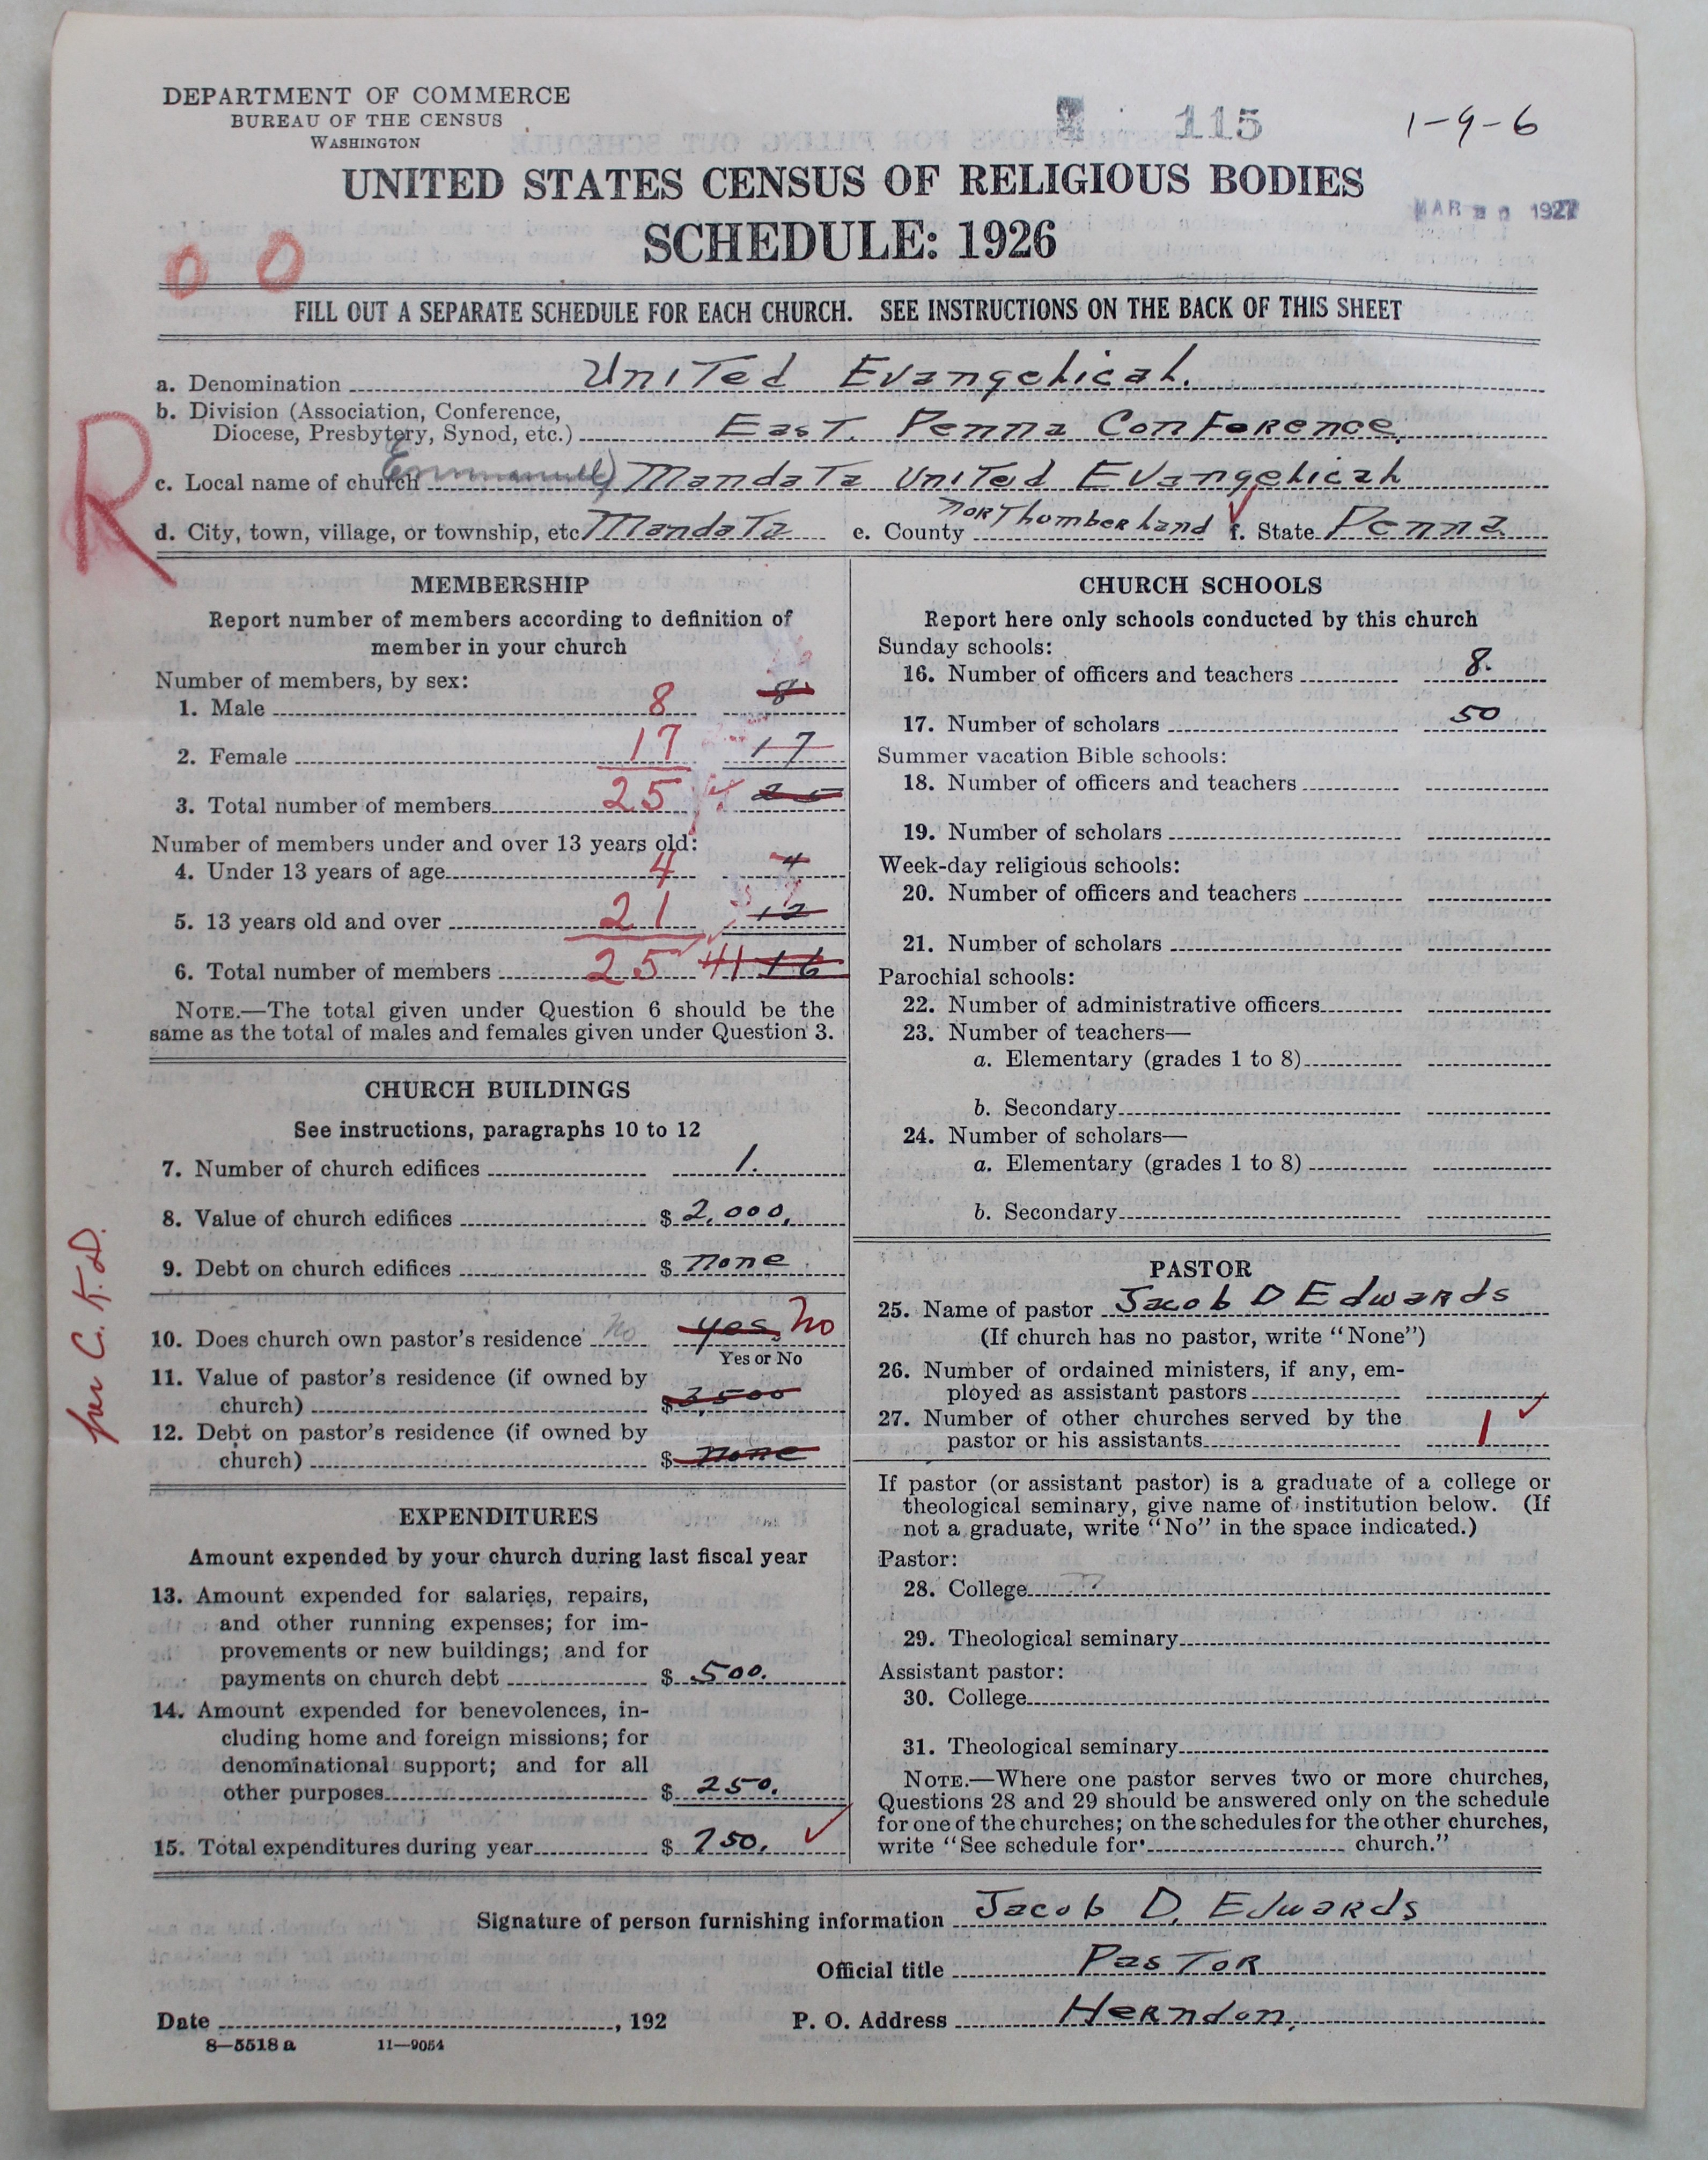 DEPARTMENT OF COMMERCE
BUREAU OF THE CENSUS
WASHINGTON
115
1-9-6
UNITED STATES CENSUS OF RELIGIOUS BODIES
MAR 1927
SCHEDULE: 1926
0 0
FILL OUT A SEPARATE SCHEDULE FOR EACH CHURCH. SEE INSTRUCTIONS ON THE BACK OF THIS SHEET
a. Denomination United Evangelical.
b. Division (Association, Conference,
Diocese, Presbytery, Synod, etc.) East. Penna Conference.
R
c. Local name of church Emmanuel) Mandata United Evangelical
d. City, town, village, or township, etc. Mandata e. County Northomberland f. State Penna
MEMBERSHIP
Report number of members according to definition of
member in your church
Number of members, by sex:
1. Male 8 8
2. Female 17 17
3. Total number of members 25 25
Number of members under and over 13 years old:
4. Under 13 years of age 4 4
5. 13 years old and over 21 12
6. Total number of members 25 41 16
NOTE.—The total given under Question 6 should be the
same as the total of males and females given under Question 3.
CHURCH BUILDINGS
See instructions, paragraphs 10 to 12
7. Number of church edifices 1.
8. Value of church edifices $ 2,000.
9. Debt on church edifices $ none
10. Does church own pastor's residence no yes. No
Yes or No
11. Value of pastor's residence (if owned by
church) $ 3,500
12. Debt on pastor's residence (if owned by
church) $ none
per C. K. D.
EXPENDITURES
Amount expended by your church during last fiscal year
13. Amount expended for salaries, repairs,
and other running expenses; for im-
provements or new buildings; and for
payments on church debt $ 500.
14. Amount expended for benevolences, in-
cluding home and foreign missions; for
denominational support; and for all
other purposes $ 250.
15. Total expenditures during year $ 750.
CHURCH SCHOOLS
Report here only schools conducted by this church
Sunday schools:
16. Number of officers and teachers 8.
17. Number of scholars 50
Summer vacation Bible schools:
18. Number of officers and teachers
19. Number of scholars
Week-day religious schools:
20. Number of officers and teachers
21. Number of scholars
Parochial schools:
22. Number of administrative officers
23. Number of teachers—
a. Elementary (grades 1 to 8)
b. Secondary
24. Number of scholars—
a. Elementary (grades 1 to 8)
b. Secondary
PASTOR
25. Name of pastor Jacob D Edwards
(If church has no pastor, write "None")
26. Number of ordained ministers, if any, em-
ployed as assistant pastors
27. Number of other churches served by the
pastor or his assistants 1
If pastor (or assistant pastor) is a graduate of a college or
theological seminary, give name of institution below. (If
not a graduate, write "No" in the space indicated.)
Pastor:
28. College
29. Theological seminary
Assistant pastor:
30. College
31. Theological seminary
NOTE.—Where one pastor serves two or more churches,
Questions 28 and 29 should be answered only on the schedule
for one of the churches; on the schedules for the other churches,
write "See schedule for church."
Signature of person furnishing information Jacob D. Edwards
Official title Pastor
Date , 192 P. O. Address Herndon.
8—5518 a 11—9054